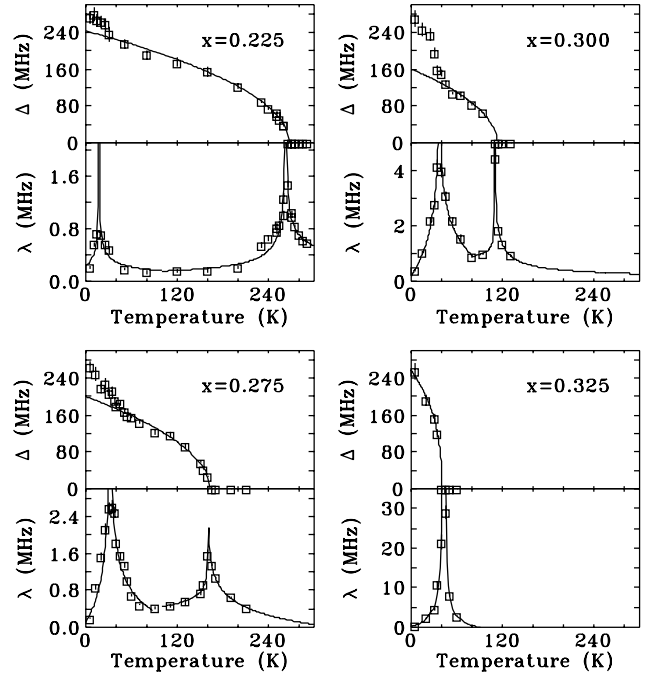 Δ (MHz)
240
160
80
0
x=0.225
λ (MHz)
1.6
0.8
0.0
0
120
240
Temperature (K)
Δ (MHz)
240
160
80
0
x=0.300
λ (MHz)
4
2
0
0
120
240
Temperature (K)
Δ (MHz)
240
160
80
0
x=0.275
λ (MHz)
2.4
1.6
0.8
0.0
0
120
240
Temperature (K)
Δ (MHz)
240
160
80
0
x=0.325
λ (MHz)
30
20
10
0
0
120
240
Temperature (K)